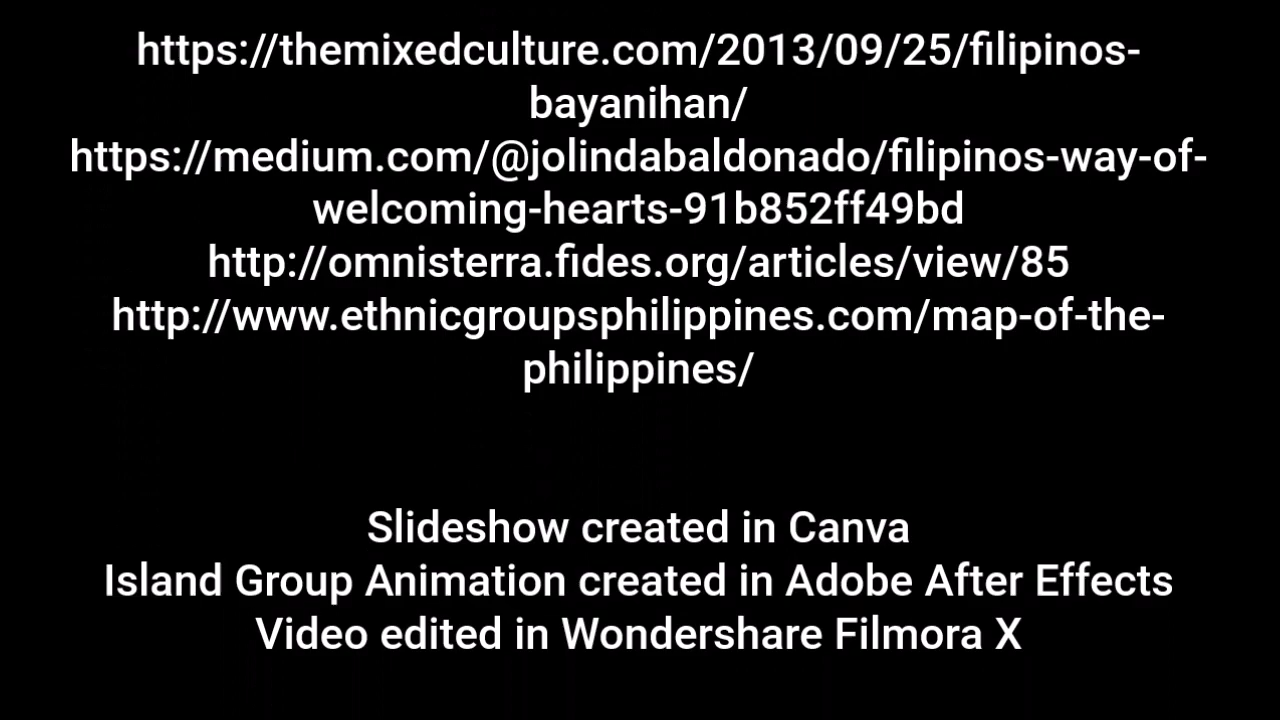 https://themixedculture.com/2013/09/25/filipinos-
bayanihan/
https://medium.com/@jolindabaldonado/filipinos-way-of-
welcoming-hearts-91b852ff49bd
http://omnisterra.fides.org/articles/view/85
http://www.ethnicgroupsphilippines.com/map-of-the-
philippines/
Slideshow created in Canva
Island Group Animation created in Adobe After Effects
Video edited in Wondershare Filmora X